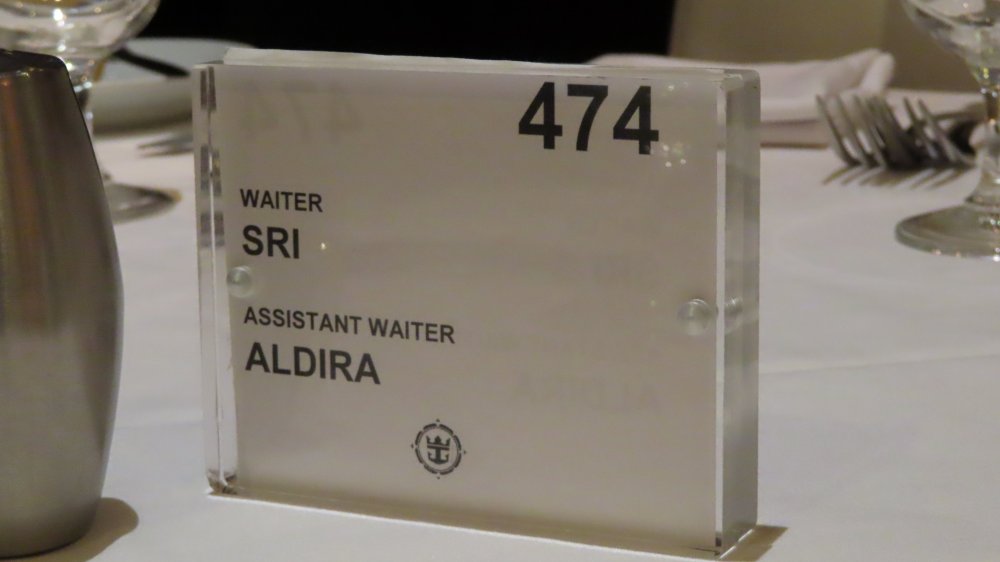 474
WAITER
SRI
ASSISTANT WAITER
ALDIRA